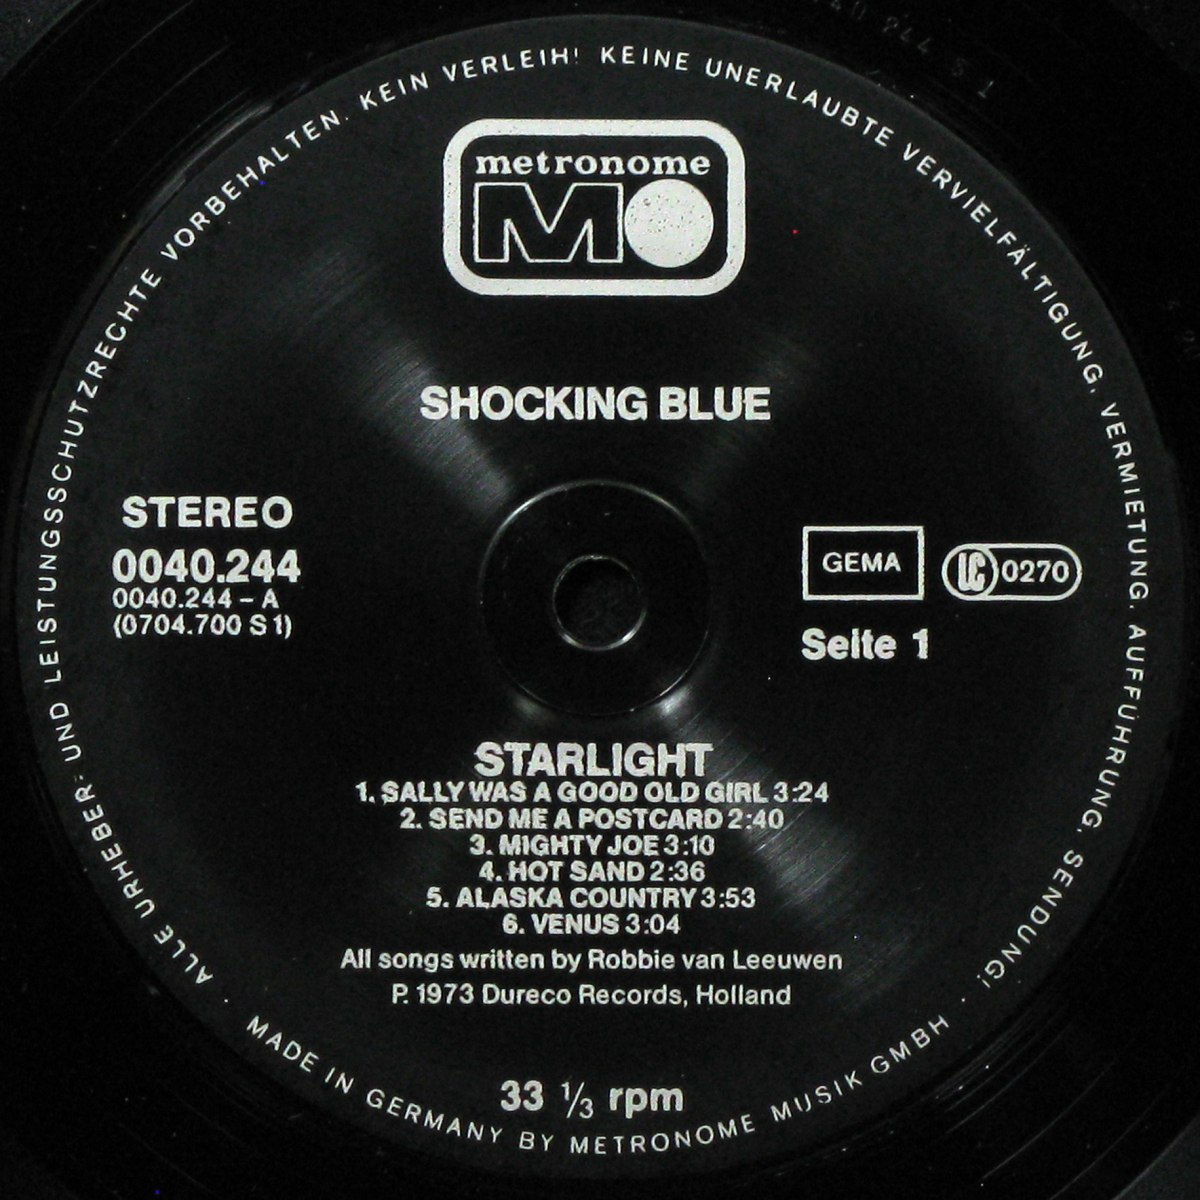 ALLE URHEBER- UND LEISTUNGSSCHUTZRECHTE VORBEHALTEN. KEIN VERLEIH! KEINE UNERLAUBTE VERVIELFÄLTIGUNG, VERMIETUNG, AUFFÜHRUNG, SENDUNG!
metronome
MO
SHOCKING BLUE
STEREO
0040.244
0040.244 – A
(0704.700 S 1)
GEMA
LC 0270
Seite 1
STARLIGHT
1. SALLY WAS A GOOD OLD GIRL 3:24
2. SEND ME A POSTCARD 2:40
3. MIGHTY JOE 3:10
4. HOT SAND 2:36
5. ALASKA COUNTRY 3:53
6. VENUS 3:04
All songs written by Robbie van Leeuwen
P. 1973 Dureco Records, Holland
33 1/3 rpm
MADE IN GERMANY BY METRONOME MUSIK GMBH